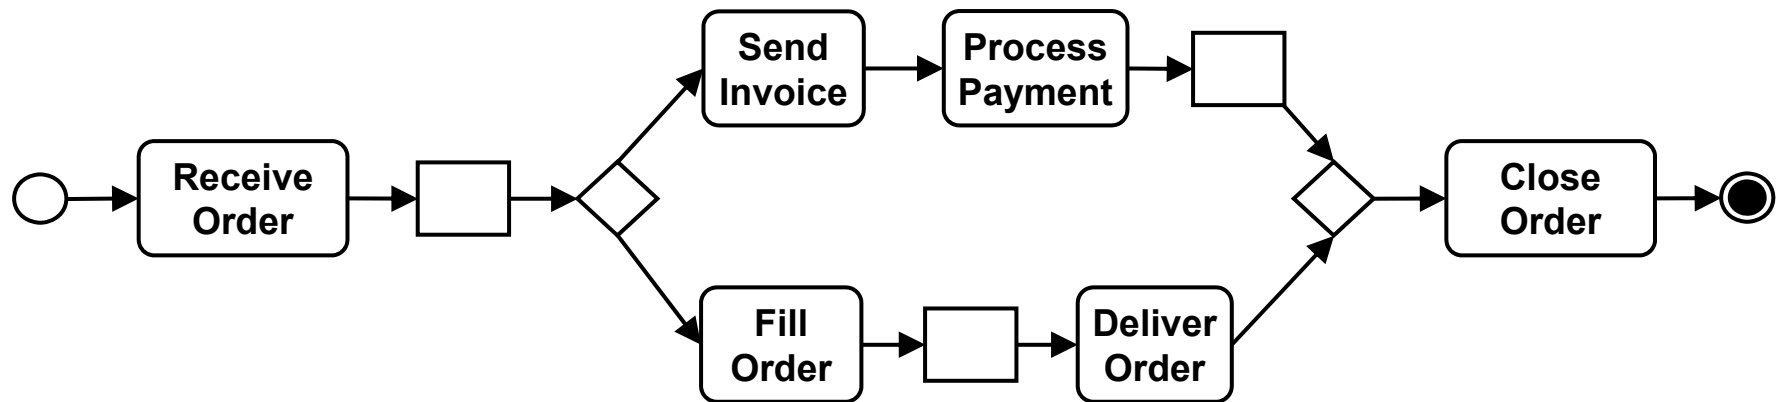 Receive
Order
Send
Invoice
Process
Payment
Fill
Order
Deliver
Order
Close
Order